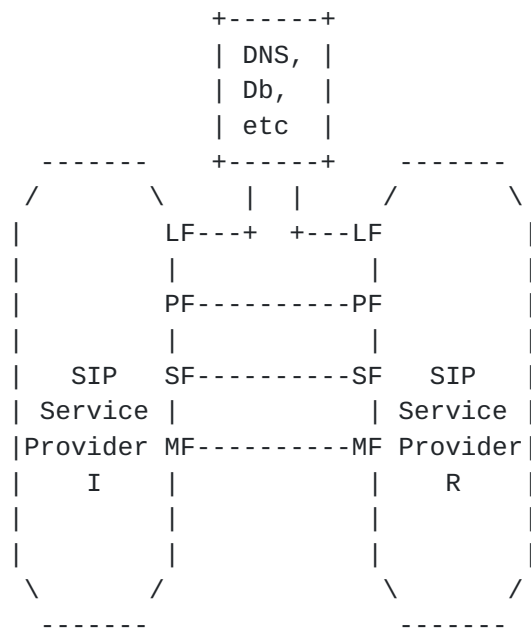 DNS,
Db,
etc
LF LF
PF PF
SIP SF SF SIP
Service Service
Provider MF MF Provider
I R